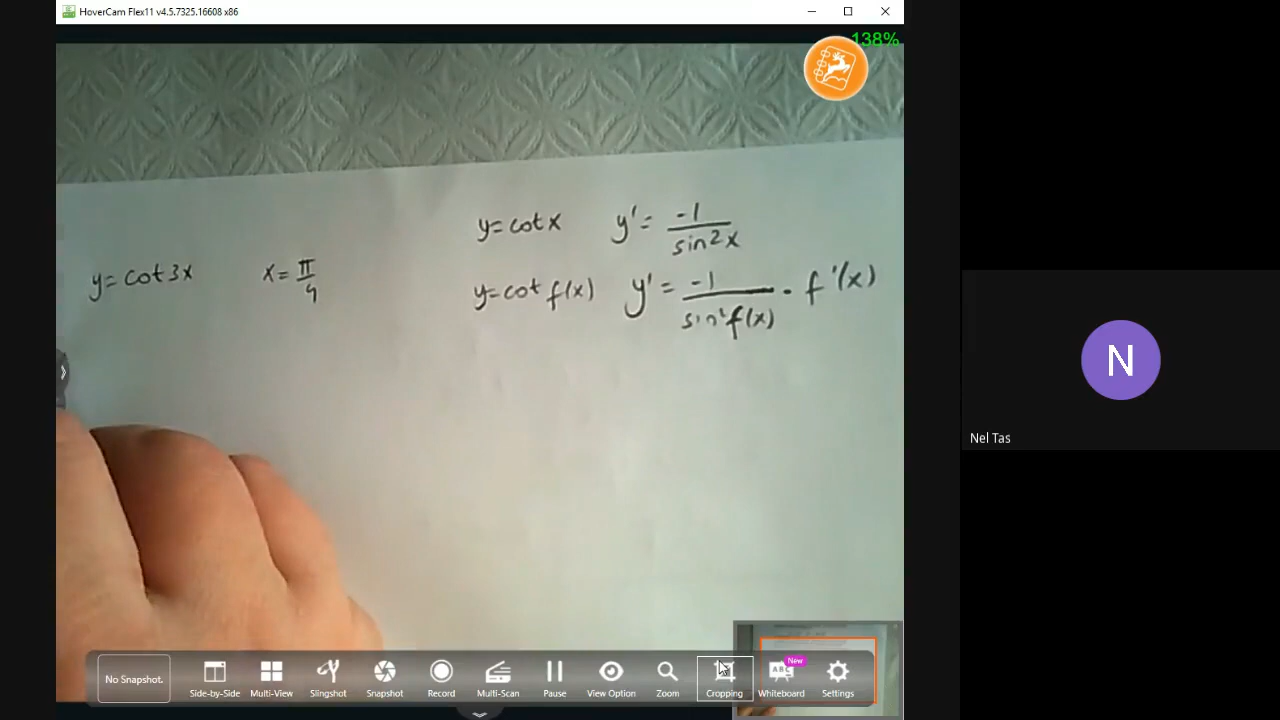 HoverCam Flex11 v4.5.7325.16608 x86
138%
y = cot x y' = -1 / sin²x
y = cot 3x x = π/4
y = cot f(x) y' = -1 / sin² f(x) · f'(x)
N
Nel Tas
No Snapshot.
Side-by-Side Multi-View Slingshot Snapshot Record Multi-Scan Pause View Option Zoom Cropping Whiteboard Settings
ABC
New